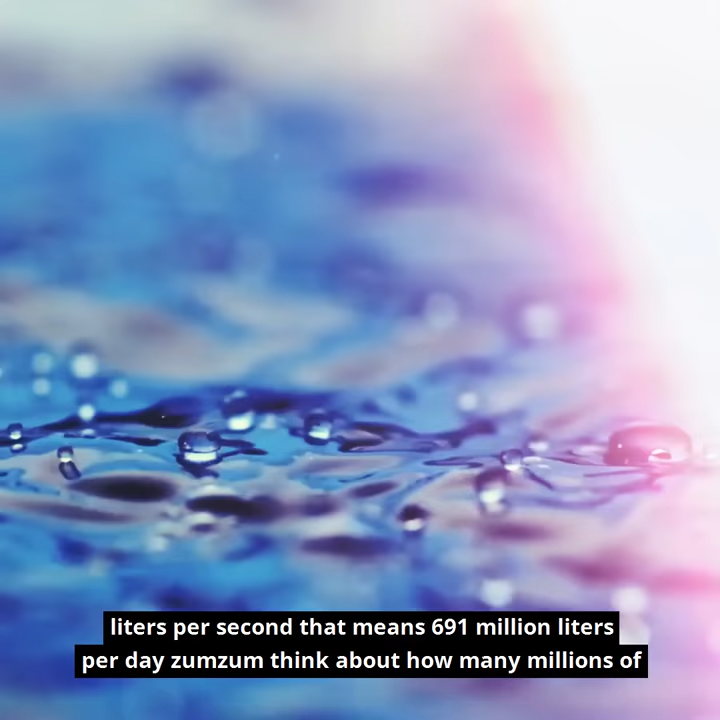 liters per second that means 691 million liters
per day zumzum think about how many millions of